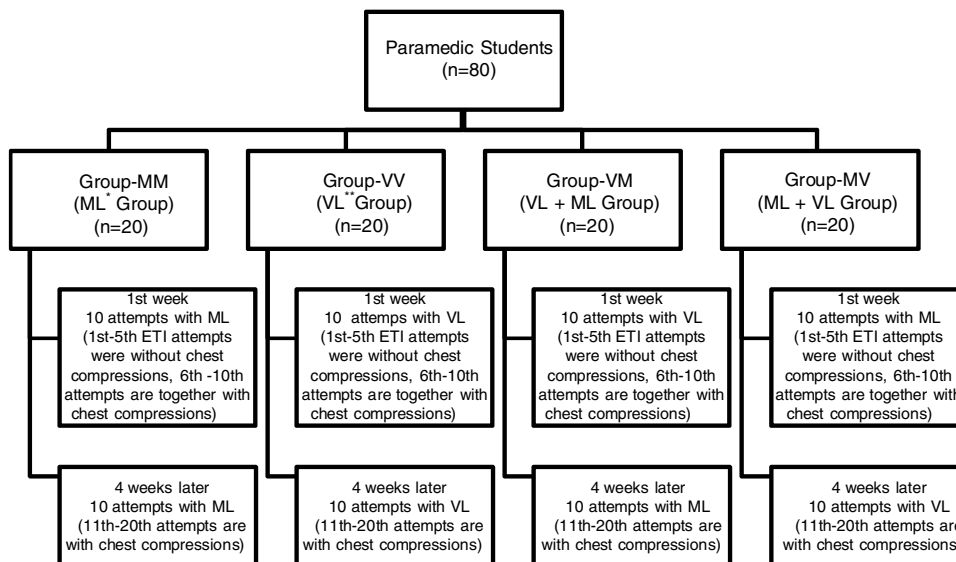 Paramedic Students
(n=80)
Group-MM
(ML* Group)
(n=20)
Group-VV
(VL**Group)
(n=20)
Group-VM
(VL + ML Group)
(n=20)
Group-MV
(ML + VL Group)
(n=20)
1st week
10 attempts with ML
(1st-5th ETI attempts
were without chest
compressions, 6th -10th
attempts are together with
chest compressions)
1st week
10 attemps with VL
(1st-5th ETI attempts
were without chest
compressions, 6th-10th
attempts are together with
chest compressions)
1st week
10 attempts with VL
(1st-5th ETI attempts
were without chest
compressions, 6th-10th
attempts are together with
chest compressions)
1st week
10 attempts with ML
(1st-5th ETI attempts
were without chest
compressions, 6th-10th
attempts are together with
chest compressions)
4 weeks later
10 attempts with ML
(11th-20th attempts are
with chest compressions)
4 weeks later
10 attempts with VL
(11th-20th attempts are
with chest compressions)
4 weeks later
10 attempts with ML
(11th-20th attempts are
with chest compressions)
4 weeks later
10 attempts with VL
(11th-20th attempts are
with chest compressions